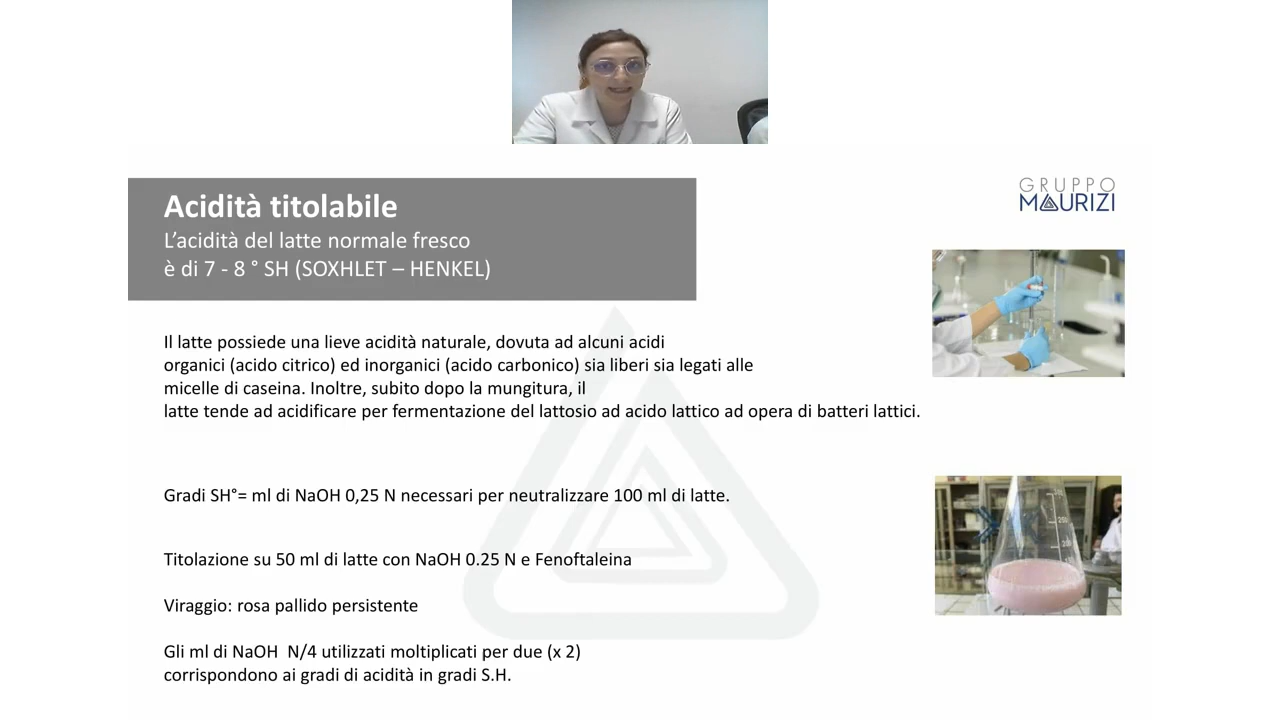 Acidità titolabile
L'acidità del latte normale fresco
è di 7 - 8 ° SH (SOXHLET – HENKEL)
GRUPPO
MAURIZI
Il latte possiede una lieve acidità naturale, dovuta ad alcuni acidi
organici (acido citrico) ed inorganici (acido carbonico) sia liberi sia legati alle
micelle di caseina. Inoltre, subito dopo la mungitura, il
latte tende ad acidificare per fermentazione del lattosio ad acido lattico ad opera di batteri lattici.
Gradi SH°= ml di NaOH 0,25 N necessari per neutralizzare 100 ml di latte.
Titolazione su 50 ml di latte con NaOH 0.25 N e Fenoftaleina
Viraggio: rosa pallido persistente
Gli ml di NaOH  N/4 utilizzati moltiplicati per due (x 2)
corrispondono ai gradi di acidità in gradi S.H.